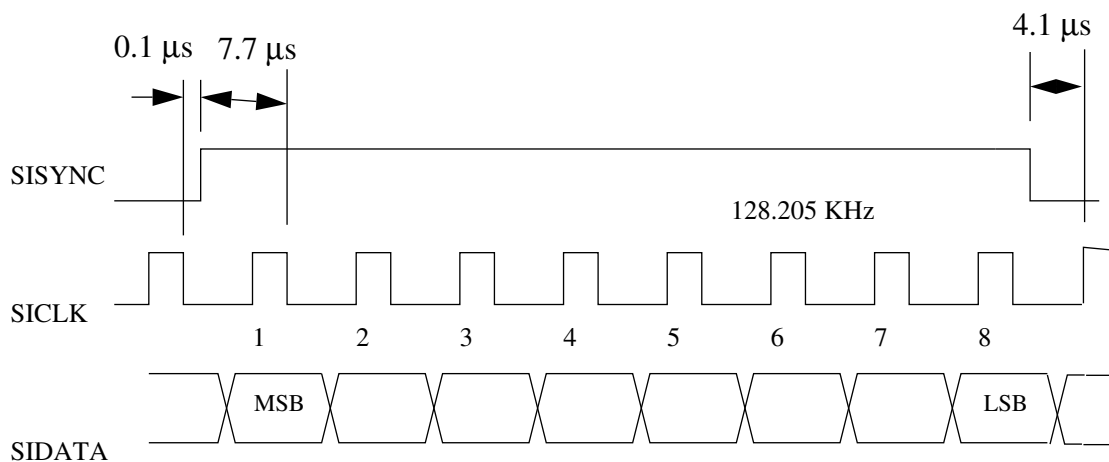 0.1 µs 7.7 µs 4.1 µs
SISYNC
128.205 KHz
SICLK
1 2 3 4 5 6 7 8
MSB LSB
SIDATA